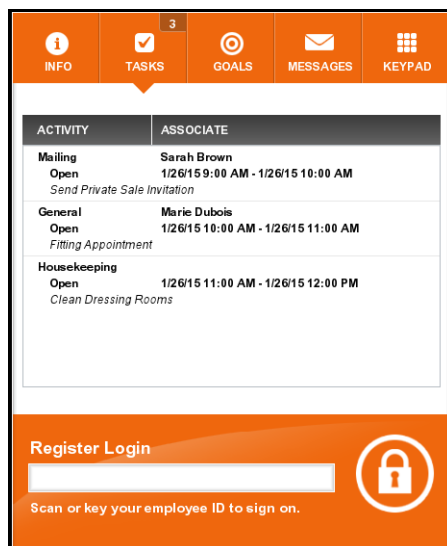 3
INFO TASKS GOALS MESSAGES KEYPAD
ACTIVITY ASSOCIATE
Mailing Sarah Brown
Open 1/26/15 9:00 AM - 1/26/15 10:00 AM
Send Private Sale Invitation
General Marie Dubois
Open 1/26/15 10:00 AM - 1/26/15 11:00 AM
Fitting Appointment
Housekeeping
Open 1/26/15 11:00 AM - 1/26/15 12:00 PM
Clean Dressing Rooms
Register Login
Scan or key your employee ID to sign on.